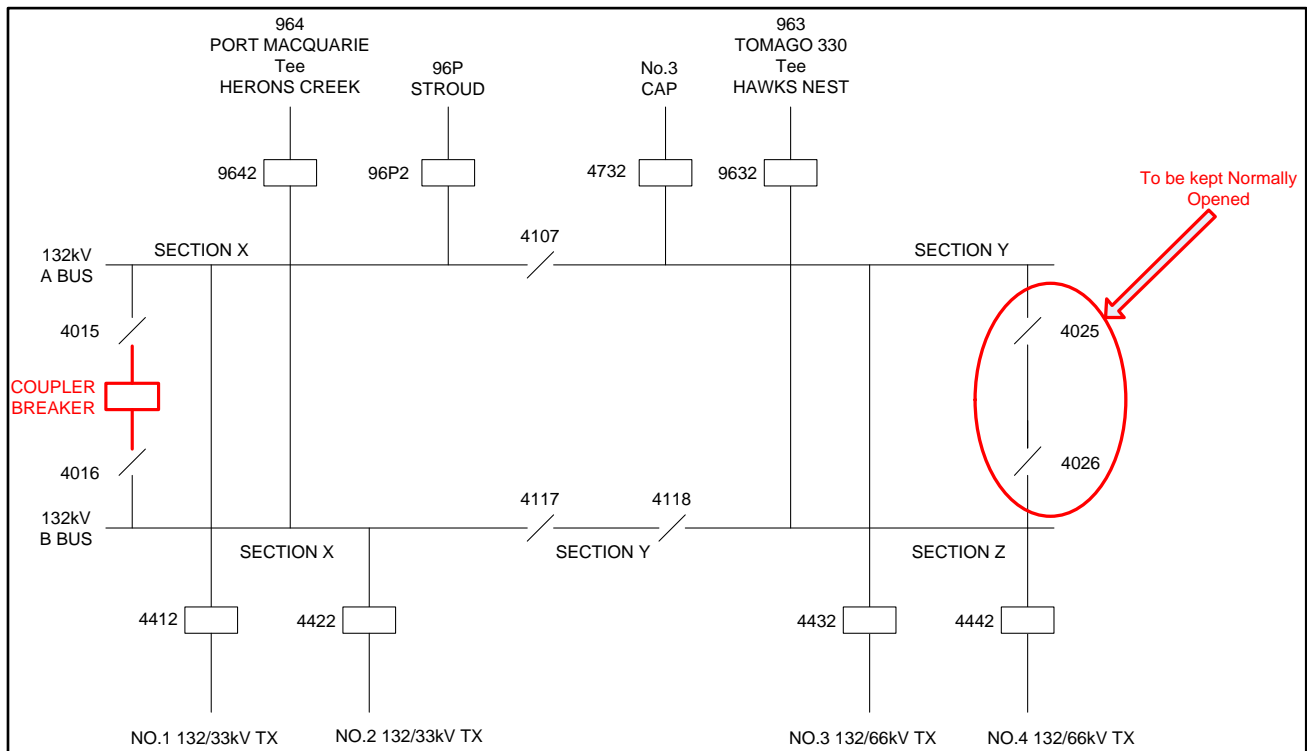 964
PORT MACQUARIE
Tee
HERONS CREEK
96P
STROUD
No.3
CAP
963
TOMAGO 330
Tee
HAWKS NEST
9642
96P2
4732
9632
To be kept Normally
Opened
132kV
A BUS
SECTION X
4107
SECTION Y
4015
4025
COUPLER
BREAKER
4016
4026
132kV
B BUS
4117
4118
SECTION X
SECTION Y
SECTION Z
4412
4422
4432
4442
NO.1 132/33kV TX
NO.2 132/33kV TX
NO.3 132/66kV TX
NO.4 132/66kV TX